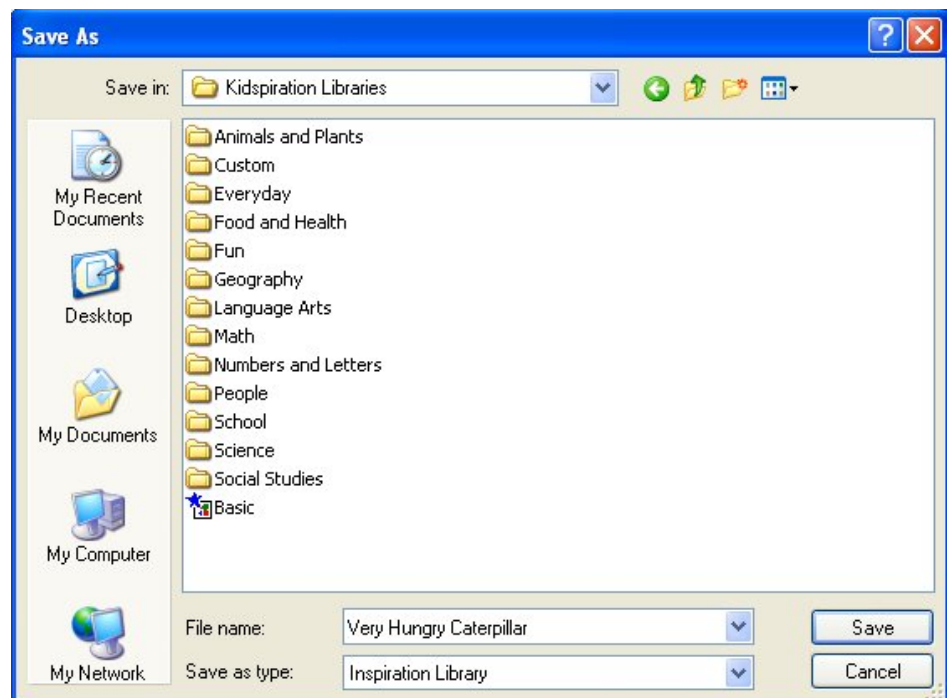 Save As
Save in:
Kidspiration Libraries
My Recent
Documents
Desktop
My Documents
My Computer
My Network
Animals and Plants
Custom
Everyday
Food and Health
Fun
Geography
Language Arts
Math
Numbers and Letters
People
School
Science
Social Studies
Basic
File name:
Very Hungry Caterpillar
Save
Save as type:
Inspiration Library
Cancel